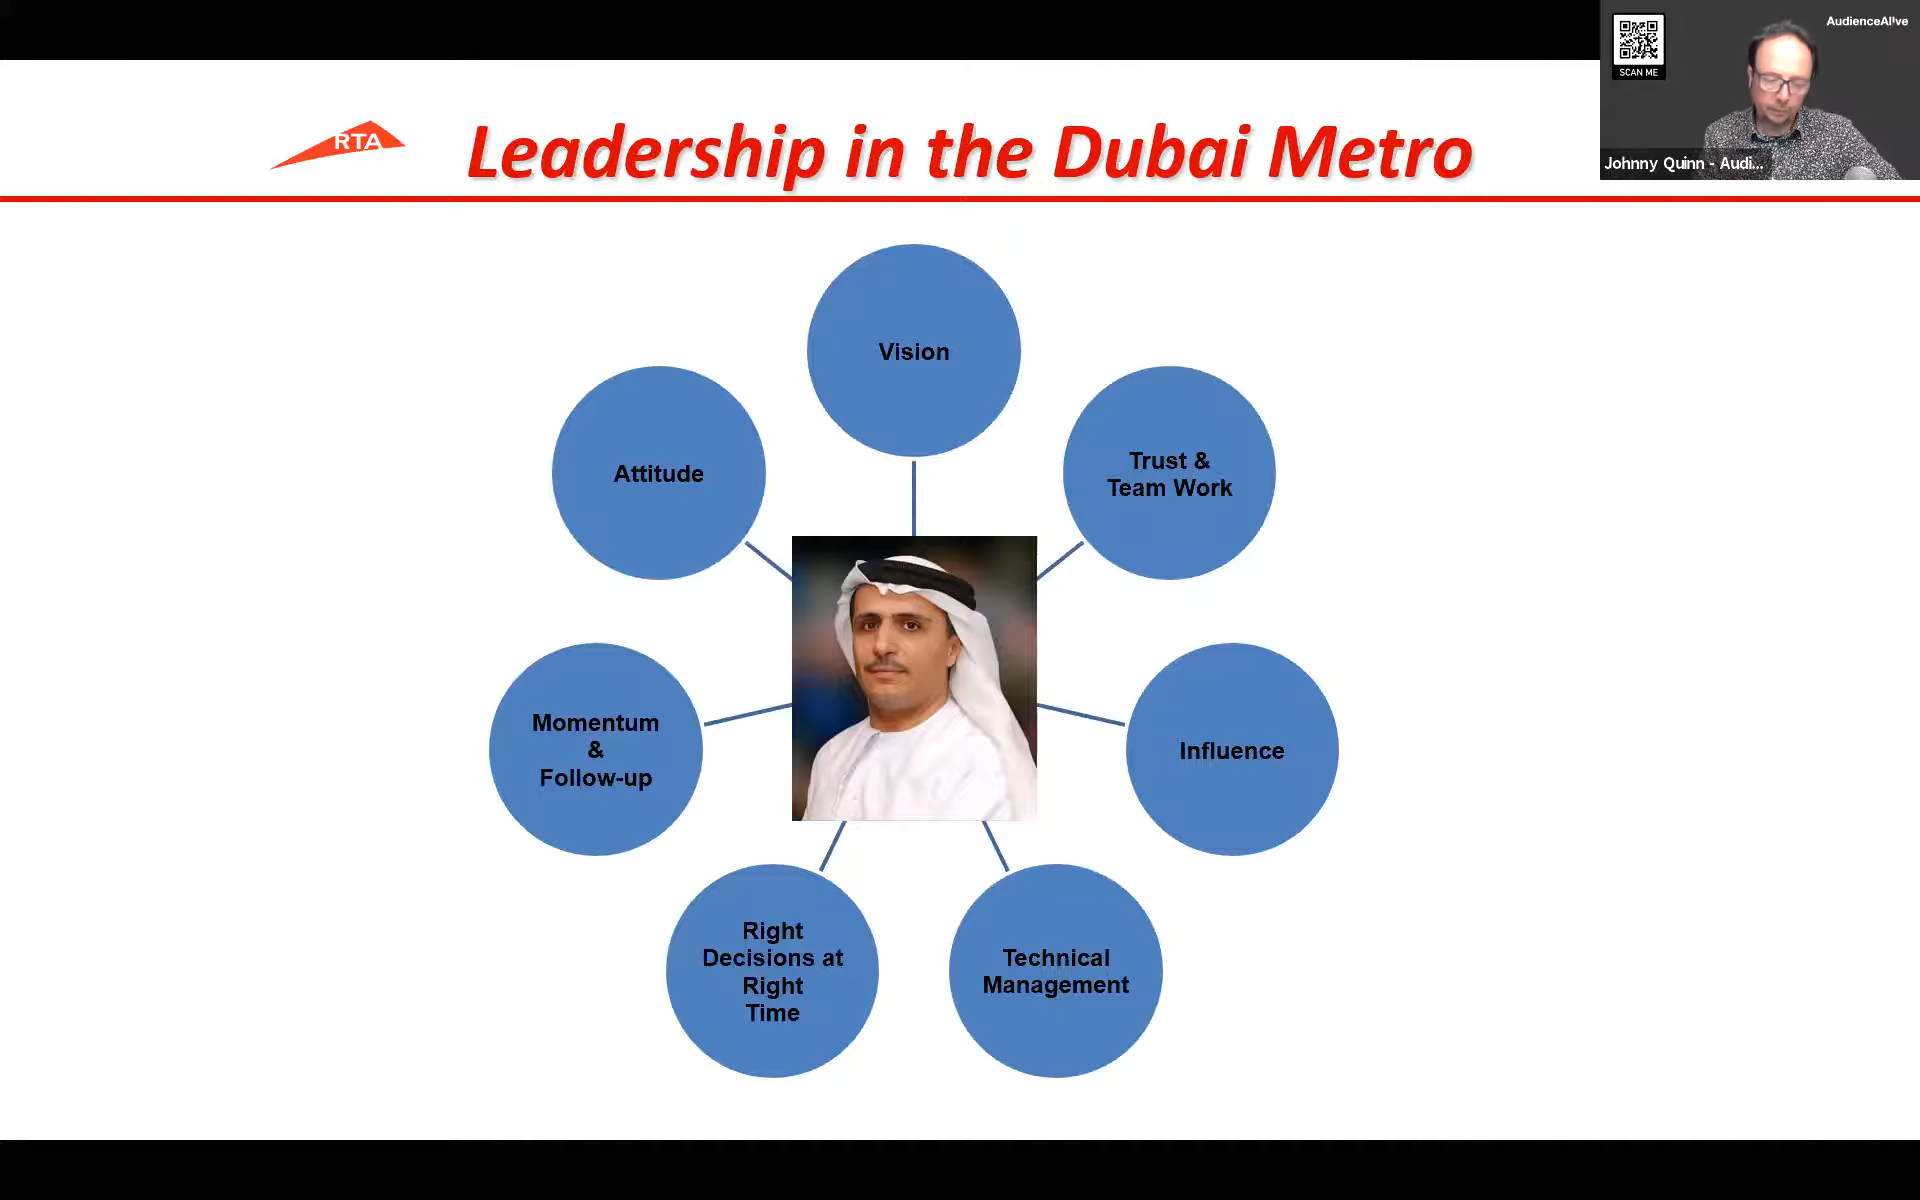 AudienceAlive
SCAN ME
Johnny Quinn - Audi...
RTA
Leadership in the Dubai Metro
Vision
Trust &
Team Work
Influence
Technical
Management
Right
Decisions at
Right
Time
Momentum
&
Follow-up
Attitude